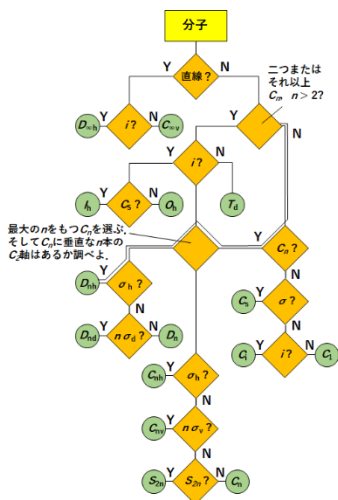 分子
Y 直線? N
二つまたは
それ以上
Cn, n > 2?
Y N
D∞h i? C∞v
Y N
Y i? N
Ih C5? Oh Td
Y N
最大のnをもつCnを選ぶ。
そしてCnに垂直なn本の
C2軸はあるか調べよ。
Y N
Y Cn? N
Dnh σh?
Y N
Cs σ?
Y N
Dnd nσd? Dn
Y N
Ci i? C1
Y N
Cnh σh?
Y N
Cnv nσv?
Y N
S2n S2n? Cn